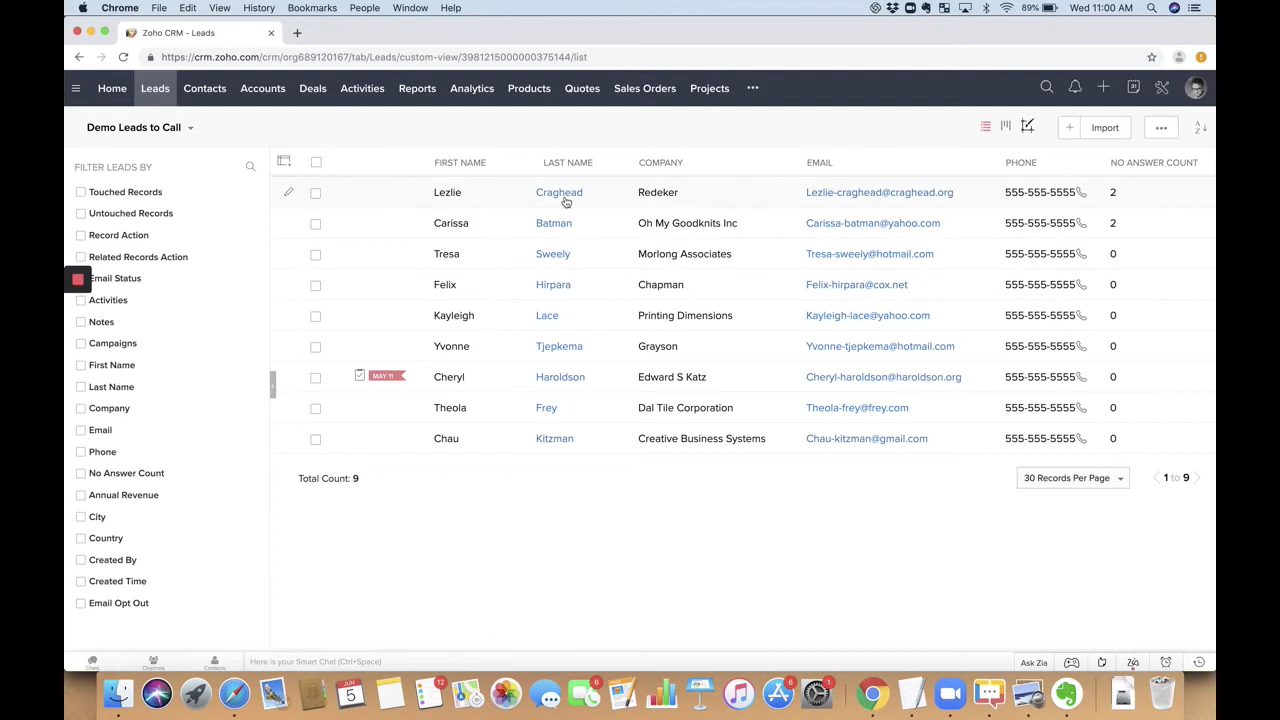 Chrome File Edit View History Bookmarks People Window Help 89% Wed 11:00 AM
Zoho CRM - Leads
https://crm.zoho.com/crm/org689120167/tab/Leads/custom-view/3981215000000375144/list
Home Leads Contacts Accounts Deals Activities Reports Analytics Products Quotes Sales Orders Projects 31
Demo Leads to Call Import
FILTER LEADS BY
Touched Records
Untouched Records
Record Action
Related Records Action
Email Status
Activities
Notes
Campaigns
First Name
Last Name
Company
Email
Phone
No Answer Count
Annual Revenue
City
Country
Created By
Created Time
Email Opt Out
FIRST NAME LAST NAME COMPANY EMAIL PHONE NO ANSWER COUNT
Lezlie Craghead Redeker Lezlie-craghead@craghead.org 555-555-5555 2
Carissa Batman Oh My Goodknits Inc Carissa-batman@yahoo.com 555-555-5555 2
Tresa Sweely Morlong Associates Tresa-sweely@hotmail.com 555-555-5555 0
Felix Hirpara Chapman Felix-hirpara@cox.net 555-555-5555 0
Kayleigh Lace Printing Dimensions Kayleigh-lace@yahoo.com 555-555-5555 0
Yvonne Tjepkema Grayson Yvonne-tjepkema@hotmail.com 555-555-5555 0
MAY 11 Cheryl Haroldson Edward S Katz Cheryl-haroldson@haroldson.org 555-555-5555 0
Theola Frey Dal Tile Corporation Theola-frey@frey.com 555-555-5555 0
Chau Kitzman Creative Business Systems Chau-kitzman@gmail.com 555-555-5555 0
Total Count: 9 30 Records Per Page 1 to 9
Chats Channels Contacts Here is your Smart Chat (Ctrl+Space) Ask Zia
5 12 6 6 1